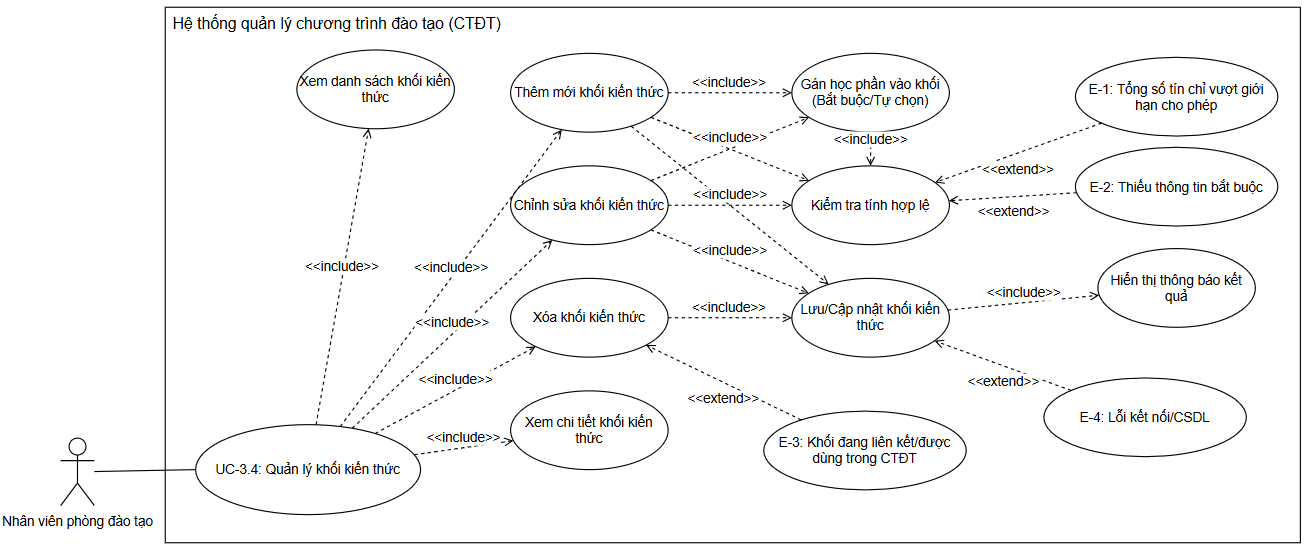 Hệ thống quản lý chương trình đào tạo (CTĐT)
Xem danh sách khối kiến
thức
Thêm mới khối kiến thức
<<include>>
Gán học phần vào khối
(Bắt buộc/Tự chọn)
E-1: Tổng số tín chỉ vượt giới
hạn cho phép
<<include>>
<<include>>
<<extend>>
Chỉnh sửa khối kiến thức
<<include>>
Kiểm tra tính hợp lệ
E-2: Thiếu thông tin bắt buộc
<<extend>>
<<include>>
<<include>>
<<include>>
Hiển thị thông báo kết
quả
<<include>>
Xóa khối kiến thức
<<include>>
Lưu/Cập nhật khối kiến
thức
<<include>>
<<include>>
<<extend>>
<<extend>>
Xem chi tiết khối kiến
thức
<<include>>
E-3: Khối đang liên kết/được
dùng trong CTĐT
E-4: Lỗi kết nối/CSDL
UC-3.4: Quản lý khối kiến thức
Nhân viên phòng đào tạo